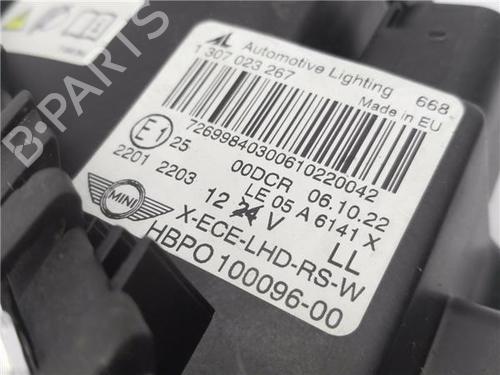 AL Automotive Lighting 668
1 307 023 267 Made in EU
7269984030061022004​2
E1 25 00DCR 06.10.22
2201 2203 LE 05 A 6141 X
MINI 12 24 V LL
X-ECE-LHD-RS-W
HBPO 100096-00
B-PARTS